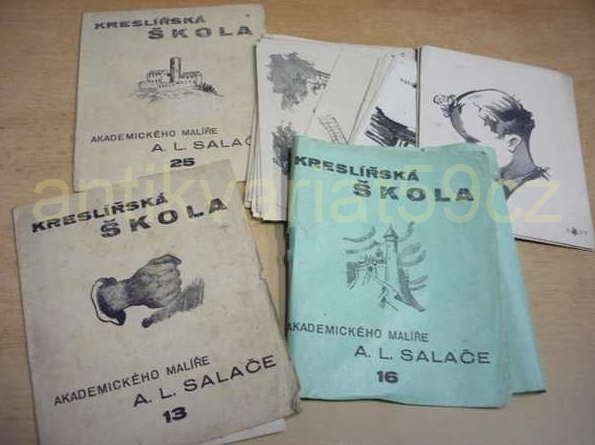 KRESLÍŘSKÁ
ŠKOLA
AKADEMICKÉHO MALÍŘE
A. L. SALAČE
25
KRESLÍŘSKÁ
ŠKOLA
AKADEMICKÉHO MALÍŘE
A. L. SALAČE
13
KRESLÍŘSKÁ
ŠKOLA
AKADEMICKÉHO MALÍŘE
A. L. SALAČE
16
antikvariat59cz